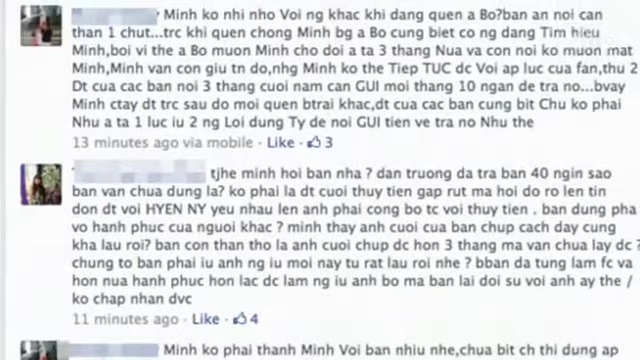 Minh ko nhi nho Voi ng khac khi dang quen a Bo?ban an noi can
than 1 chut...trc khi quen chong Minh bg a Bo cung biet co ng dang Tim hieu
Minh,boi vi the a Bo muon Minh cho doi a ta 3 thang Nua va con noi ko muon mat
Minh,Minh van con giu tn do,nhg Minh ko the Tiep TUC dc Voi ap luc cua fan,thu 2
Dt cua cac ban noi 3 thang cuoi nam can GUI moi thang 10 ngan de tra no...bvay
Minh ctay dt trc sau do moi quen btrai khac,dt cua cac ban cung bit Chu ko phai
Nhu a ta 1 luc iu 2 ng Loi dung Ty de noi GUI tien ve tra no Nhu the
13 minutes ago via mobile · Like · 3
tjhe minh hoi ban nha ? dan truong da tra ban 40 ngin sao
ban van chua dung la? ko phai la dt cuoi thuy tien gap rut ma hoi do ro len tin
don dt voi HYEN NY yeu nhau len anh phai cong bo tc voi thuy tien . ban dung pha
vo hanh phuc cua nguoi khac ? minh thay anh cuoi cua ban chup cach day cung
kha lau roi? ban con than tho la anh cuoi chup dc hon 3 thang ma van chua lay dc ?
chung to ban phai iu anh ng iu moi nay tu rat lau roi nhe ? bban da tung lam fc va
hon nua hanh phuc hon lac dc lam ng iu anh bo ma ban lai doi su voi anh ay the /
ko chap nhan dvc
11 minutes ago · Like · 4
Minh ko phai thanh Minh Voi ban nhiu nhe,chua bit ch thi dung ap